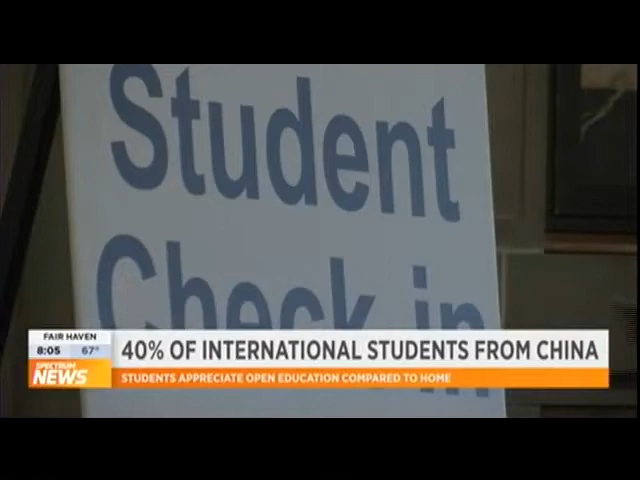 Student
Check in
FAIR HAVEN
8:05 67°
SPECTRUM
NEWS
40% OF INTERNATIONAL STUDENTS FROM CHINA
STUDENTS APPRECIATE OPEN EDUCATION COMPARED TO HOME